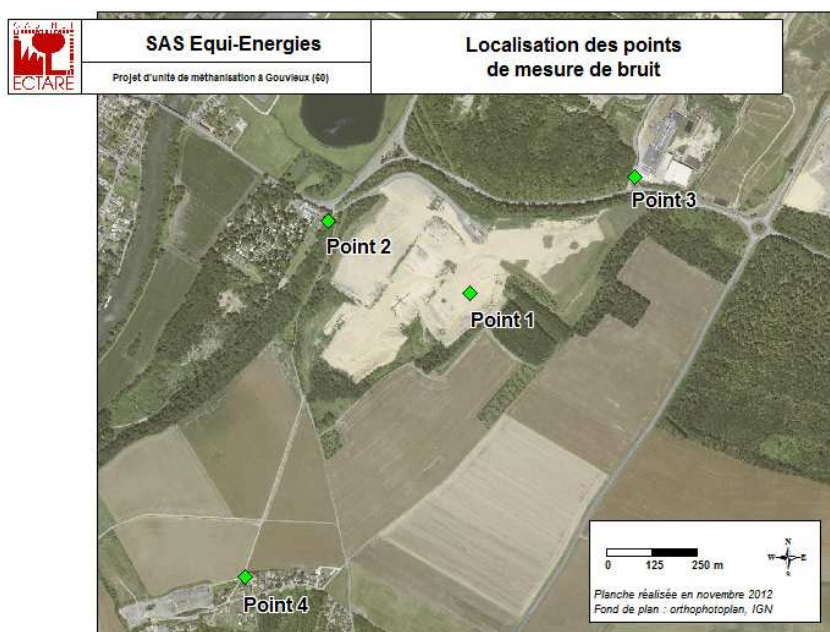 ECTARE
SAS Equi-Energies
Projet d'unité de méthanisation à Gouvieux (60)
Localisation des points
de mesure de bruit
Point 3
Point 2
Point 1
Point 4
0 125 250 m
N
W E
S
Planche réalisée en novembre 2012
Fond de plan : orthophotoplan, IGN